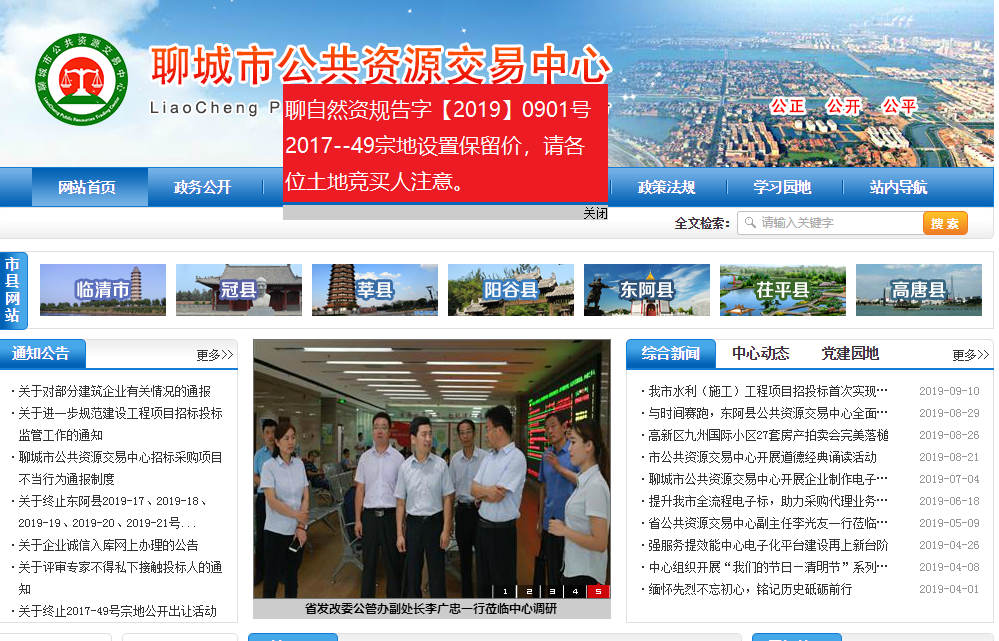 聊城市公共资源交易中心
LiaoCheng P
公正 公开 公平
聊自然资规告字【2019】0901号
2017--49宗地设置保留价，请各
位土地竞买人注意。
关闭
网站首页 政务公开 政策法规 学习园地 站内导航
全文检索： 请输入关键字 搜 索
市县网站
临清市 冠县 莘县 阳谷县 东阿县 茌平县 高唐县
通知公告 更多>>
·关于对部分建筑企业有关情况的通报
·关于进一步规范建设工程项目招标投标
监管工作的通知
·聊城市公共资源交易中心招标采购项目
不当行为通报制度
·关于终止东阿县2019-17、2019-18、
2019-19、2019-20、2019-21号...
·关于企业诚信入库网上办理的公告
·关于评审专家不得私下接触投标人的通
知
·关于终止2017-49号宗地公开出让活动
1 2 3 4 5
省发改委公管办副处长李广忠一行莅临中心调研
综合新闻 中心动态 党建园地 更多>>
·我市水利（施工）工程项目招投标首次实现… 2019-09-10
·与时间赛跑，东阿县公共资源交易中心全面… 2019-08-29
·高新区九州国际小区27套房产拍卖会完美落槌 2019-08-26
·市公共资源交易中心开展道德经典诵读活动 2019-08-21
·聊城市公共资源交易中心开展企业制作电子… 2019-07-04
·提升我市全流程电子标，助力采购代理业务… 2019-06-18
·省公共资源交易中心副主任李光友一行莅临… 2019-05-09
·强服务提效能中心电子化平台建设再上新台阶 2019-04-26
·中心组织开展“我们的节日—清明节”系列… 2019-04-08
·缅怀先烈不忘初心，铭记历史砥砺前行 2019-04-01